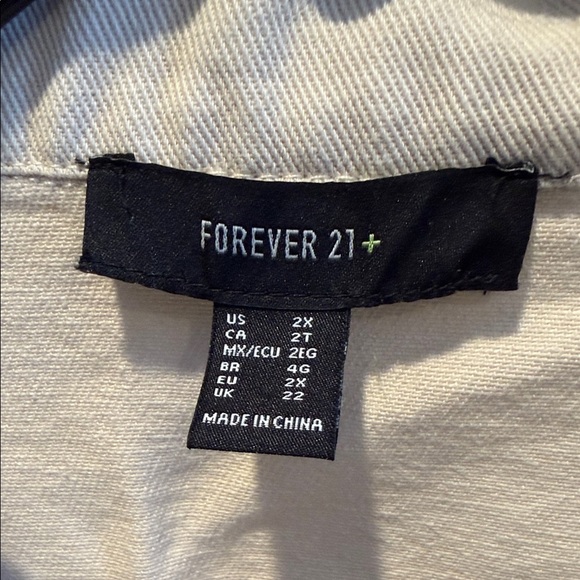 FOREVER 21+
US 2X
CA 2T
MX/ECU 2EG
BR 4G
EU 2X
UK 22
MADE IN CHINA